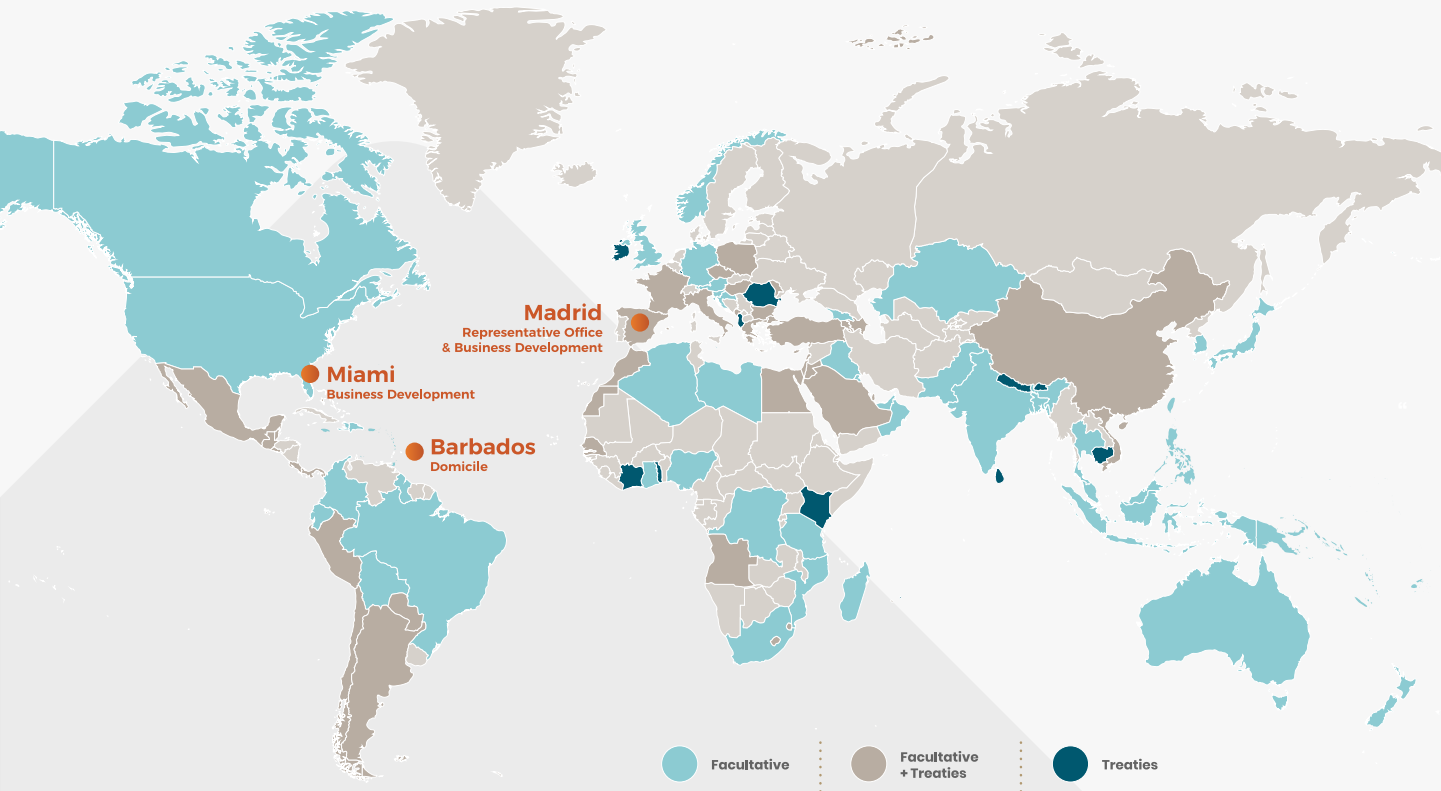 Madrid
Representative Office
& Business Development
Miami
Business Development
Barbados
Domicile
Facultative
Facultative
+ Treaties
Treaties